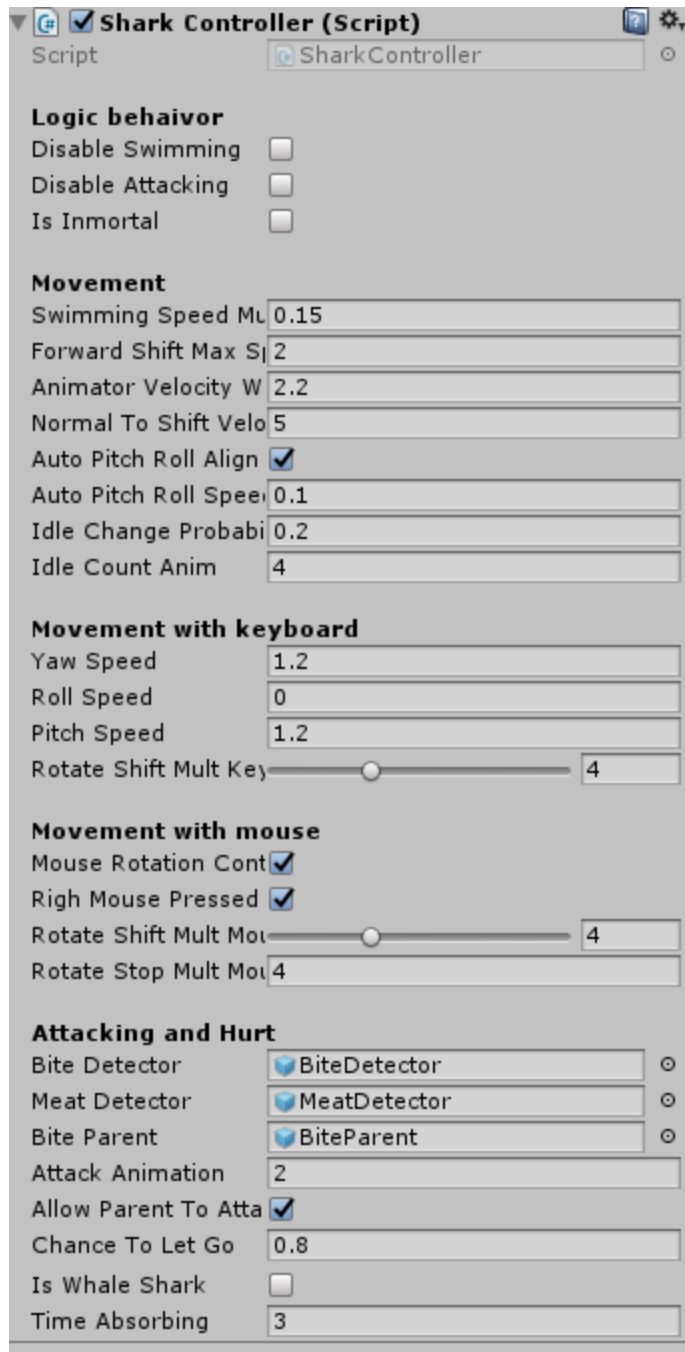 Shark Controller (Script)
Script SharkController
Logic behaivor
Disable Swimming
Disable Attacking
Is Inmortal
Movement
Swimming Speed Mu 0.15
Forward Shift Max Sp 2
Animator Velocity W 2.2
Normal To Shift Velo 5
Auto Pitch Roll Align
Auto Pitch Roll Speed 0.1
Idle Change Probabi 0.2
Idle Count Anim 4
Movement with keyboard
Yaw Speed 1.2
Roll Speed 0
Pitch Speed 1.2
Rotate Shift Mult Key 4
Movement with mouse
Mouse Rotation Cont
Righ Mouse Pressed
Rotate Shift Mult Mou 4
Rotate Stop Mult Mou 4
Attacking and Hurt
Bite Detector BiteDetector
Meat Detector MeatDetector
Bite Parent BiteParent
Attack Animation 2
Allow Parent To Atta
Chance To Let Go 0.8
Is Whale Shark
Time Absorbing 3